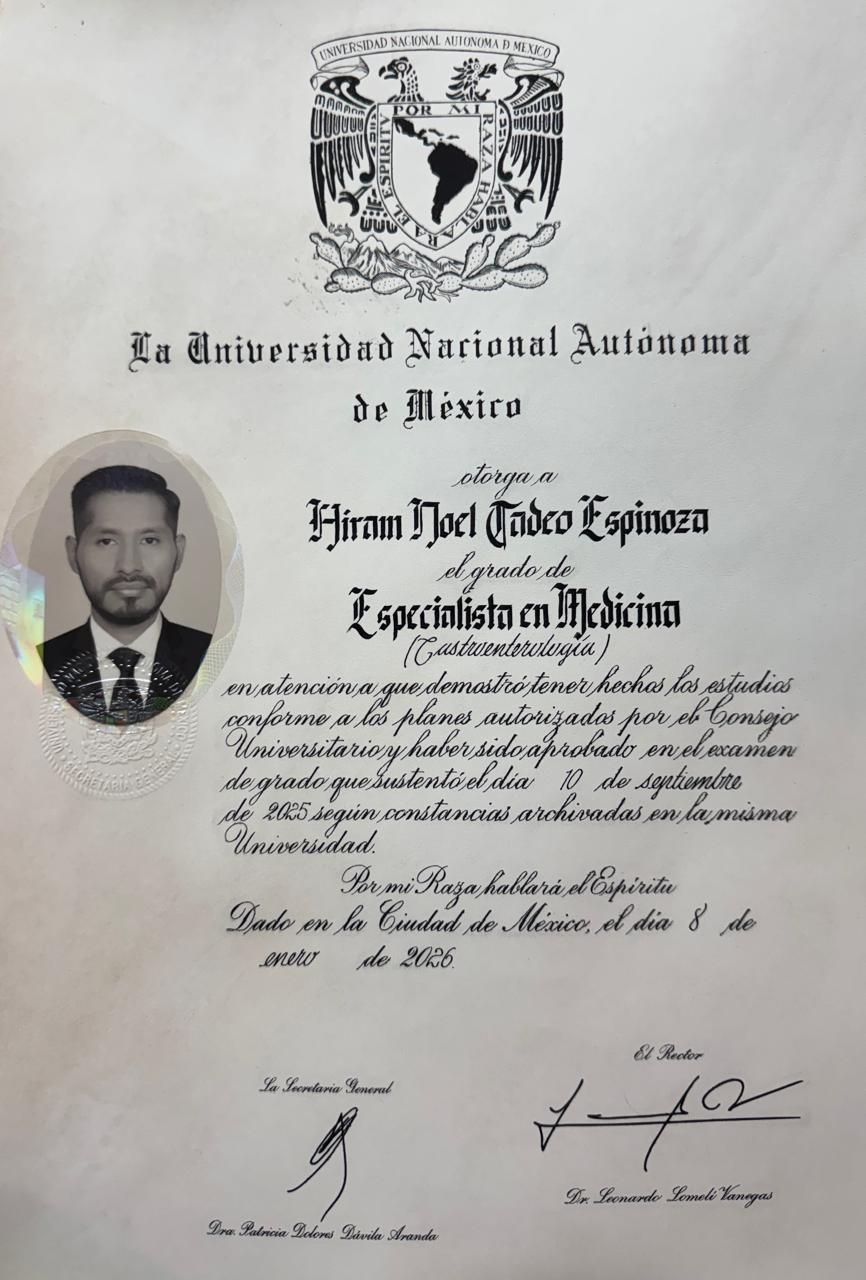 UNIVERSIDAD NACIONAL AUTONOMA D MEXICO
POR MI RAZA HABLARA EL ESPIRITU
La Universidad Nacional Autónoma
de México
otorga a
Hiram Noel Tadeo Espinoza
el grado de
Especialista en Medicina
(Gastroenterología)
en atención a que demostró tener hechos los estudios
conforme a los planes autorizados por el Consejo
Universitario y haber sido aprobado en el examen
de grado que sustentó el día 10 de septiembre
de 2025 según constancias archivadas en la misma
Universidad.
Por mi Raza hablará el Espíritu
Dado en la Ciudad de México, el día 8 de
enero de 2026.
El Rector
La Secretaria General
Dr. Leonardo Lomelí Vanegas
Dra. Patricia Dolores Dávila Aranda
SECRETARIA GENERAL